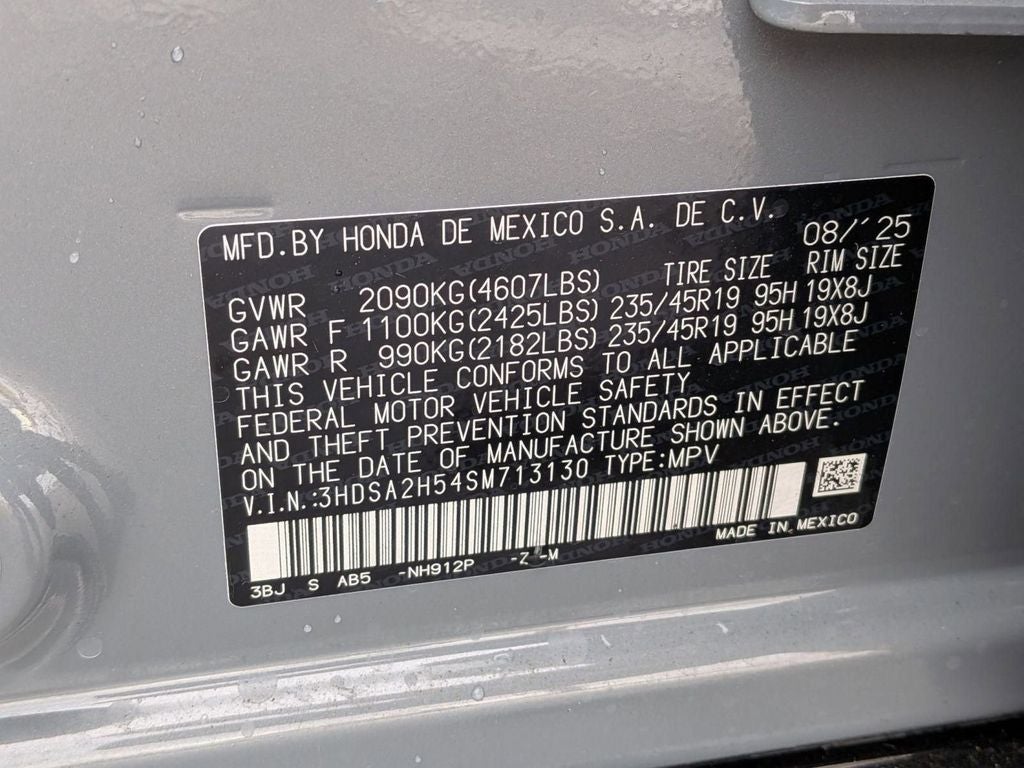 MFD.BY HONDA DE MEXICO S.A. DE C.V. 08/'25
TIRE SIZE RIM SIZE
GVWR 2090KG(4607LBS)
GAWR F 1100KG(2425LBS) 235/45R19 95H 19X8J
GAWR R 990KG(2182LBS) 235/45R19 95H 19X8J
THIS VEHICLE CONFORMS TO ALL APPLICABLE
FEDERAL MOTOR VEHICLE SAFETY
AND THEFT PREVENTION STANDARDS IN EFFECT
ON THE DATE OF MANUFACTURE SHOWN ABOVE.
V.I.N.:3HDSA2H54SM713130 TYPE:MPV
MADE IN MEXICO
3BJ S AB5 -NH912P -Z -M